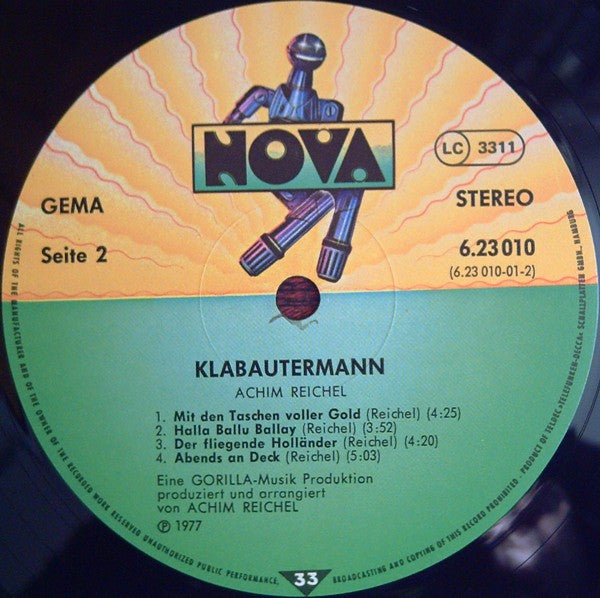 NOVA
LC 3311
GEMA
STEREO
Seite 2
6.23 010
(6.23 010-01-2)
KLABAUTERMANN
ACHIM REICHEL
1. Mit den Taschen voller Gold (Reichel) (4:25)
2. Halla Ballu Ballay (Reichel) (3:52)
3. Der fliegende Holländer (Reichel) (4:20)
4. Abends an Deck (Reichel) (5:03)
Eine GORILLA-Musik Produktion
produziert und arrangiert
von ACHIM REICHEL
℗ 1977
33
ALL RIGHTS OF THE MANUFACTURER AND OF THE OWNER OF THE RECORDED WORK RESERVED UNAUTHORIZED PUBLIC PERFORMANCE, BROADCASTING AND COPYING OF THIS RECORD PROHIBITED · PRODUCT OF TELDEC »TELEFUNKEN-DECCA« SCHALLPLATTEN GMBH., HAMBURG